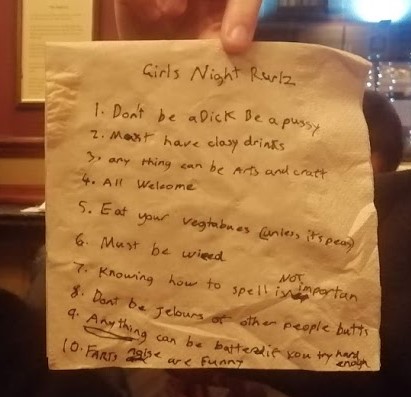 Girls Night Rurlz
1. Don't be a Dick Be a pussy
2. Must have clasy drinks
3. any thing can be Arts and craft
4. All Welcome
5. Eat your vegtabues (unless it's peas)
6. Must be wired
7. Knowing how to spell is NOT importan
8. Dont be jelours of other people butts
9. Anything can be batterd if you try hard enough
10. Farts noise are funny